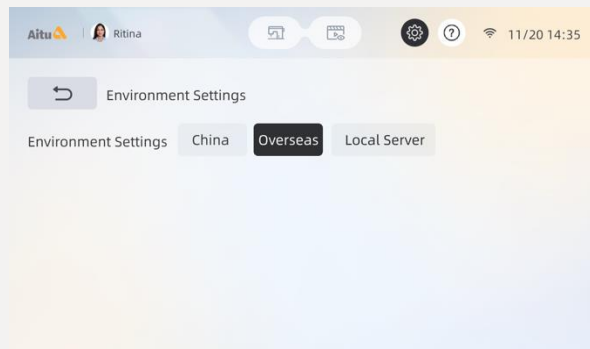 Aitu Ritina 11/20 14:35
Environment Settings
Environment Settings China Overseas Local Server